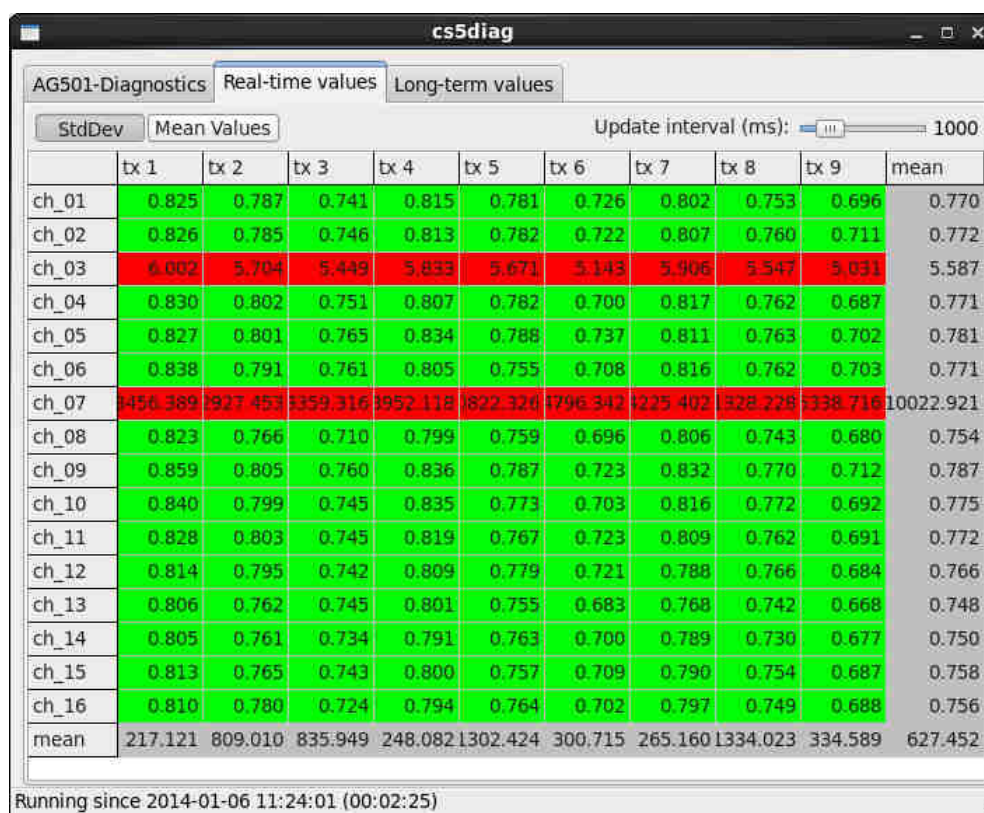 cs5diag
AG501-Diagnostics Real-time values Long-term values
StdDev Mean Values Update interval (ms): 1000
tx 1 tx 2 tx 3 tx 4 tx 5 tx 6 tx 7 tx 8 tx 9 mean
ch_01 0.825 0.787 0.741 0.815 0.781 0.726 0.802 0.753 0.696 0.770
ch_02 0.826 0.785 0.746 0.813 0.782 0.722 0.807 0.760 0.711 0.772
ch_03 6.002 5.704 5.449 5.833 5.671 5.143 5.906 5.547 5.031 5.587
ch_04 0.830 0.802 0.751 0.807 0.782 0.700 0.817 0.762 0.687 0.771
ch_05 0.827 0.801 0.765 0.834 0.788 0.737 0.811 0.763 0.702 0.781
ch_06 0.838 0.791 0.761 0.805 0.755 0.708 0.816 0.762 0.703 0.771
ch_07 10022.921
ch_08 0.823 0.766 0.710 0.799 0.759 0.696 0.806 0.743 0.680 0.754
ch_09 0.859 0.805 0.760 0.836 0.787 0.723 0.832 0.770 0.712 0.787
ch_10 0.840 0.799 0.745 0.835 0.773 0.703 0.816 0.772 0.692 0.775
ch_11 0.828 0.803 0.745 0.819 0.767 0.723 0.809 0.762 0.691 0.772
ch_12 0.814 0.795 0.742 0.809 0.779 0.721 0.788 0.766 0.684 0.766
ch_13 0.806 0.762 0.745 0.801 0.755 0.683 0.768 0.742 0.668 0.748
ch_14 0.805 0.761 0.734 0.791 0.763 0.700 0.789 0.730 0.677 0.750
ch_15 0.813 0.765 0.743 0.800 0.757 0.709 0.790 0.754 0.687 0.758
ch_16 0.810 0.780 0.724 0.794 0.764 0.702 0.797 0.749 0.688 0.756
mean 217.121 809.010 835.949 248.082 1302.424 300.715 265.160 1334.023 334.589 627.452
Running since 2014-01-06 11:24:01 (00:02:25)